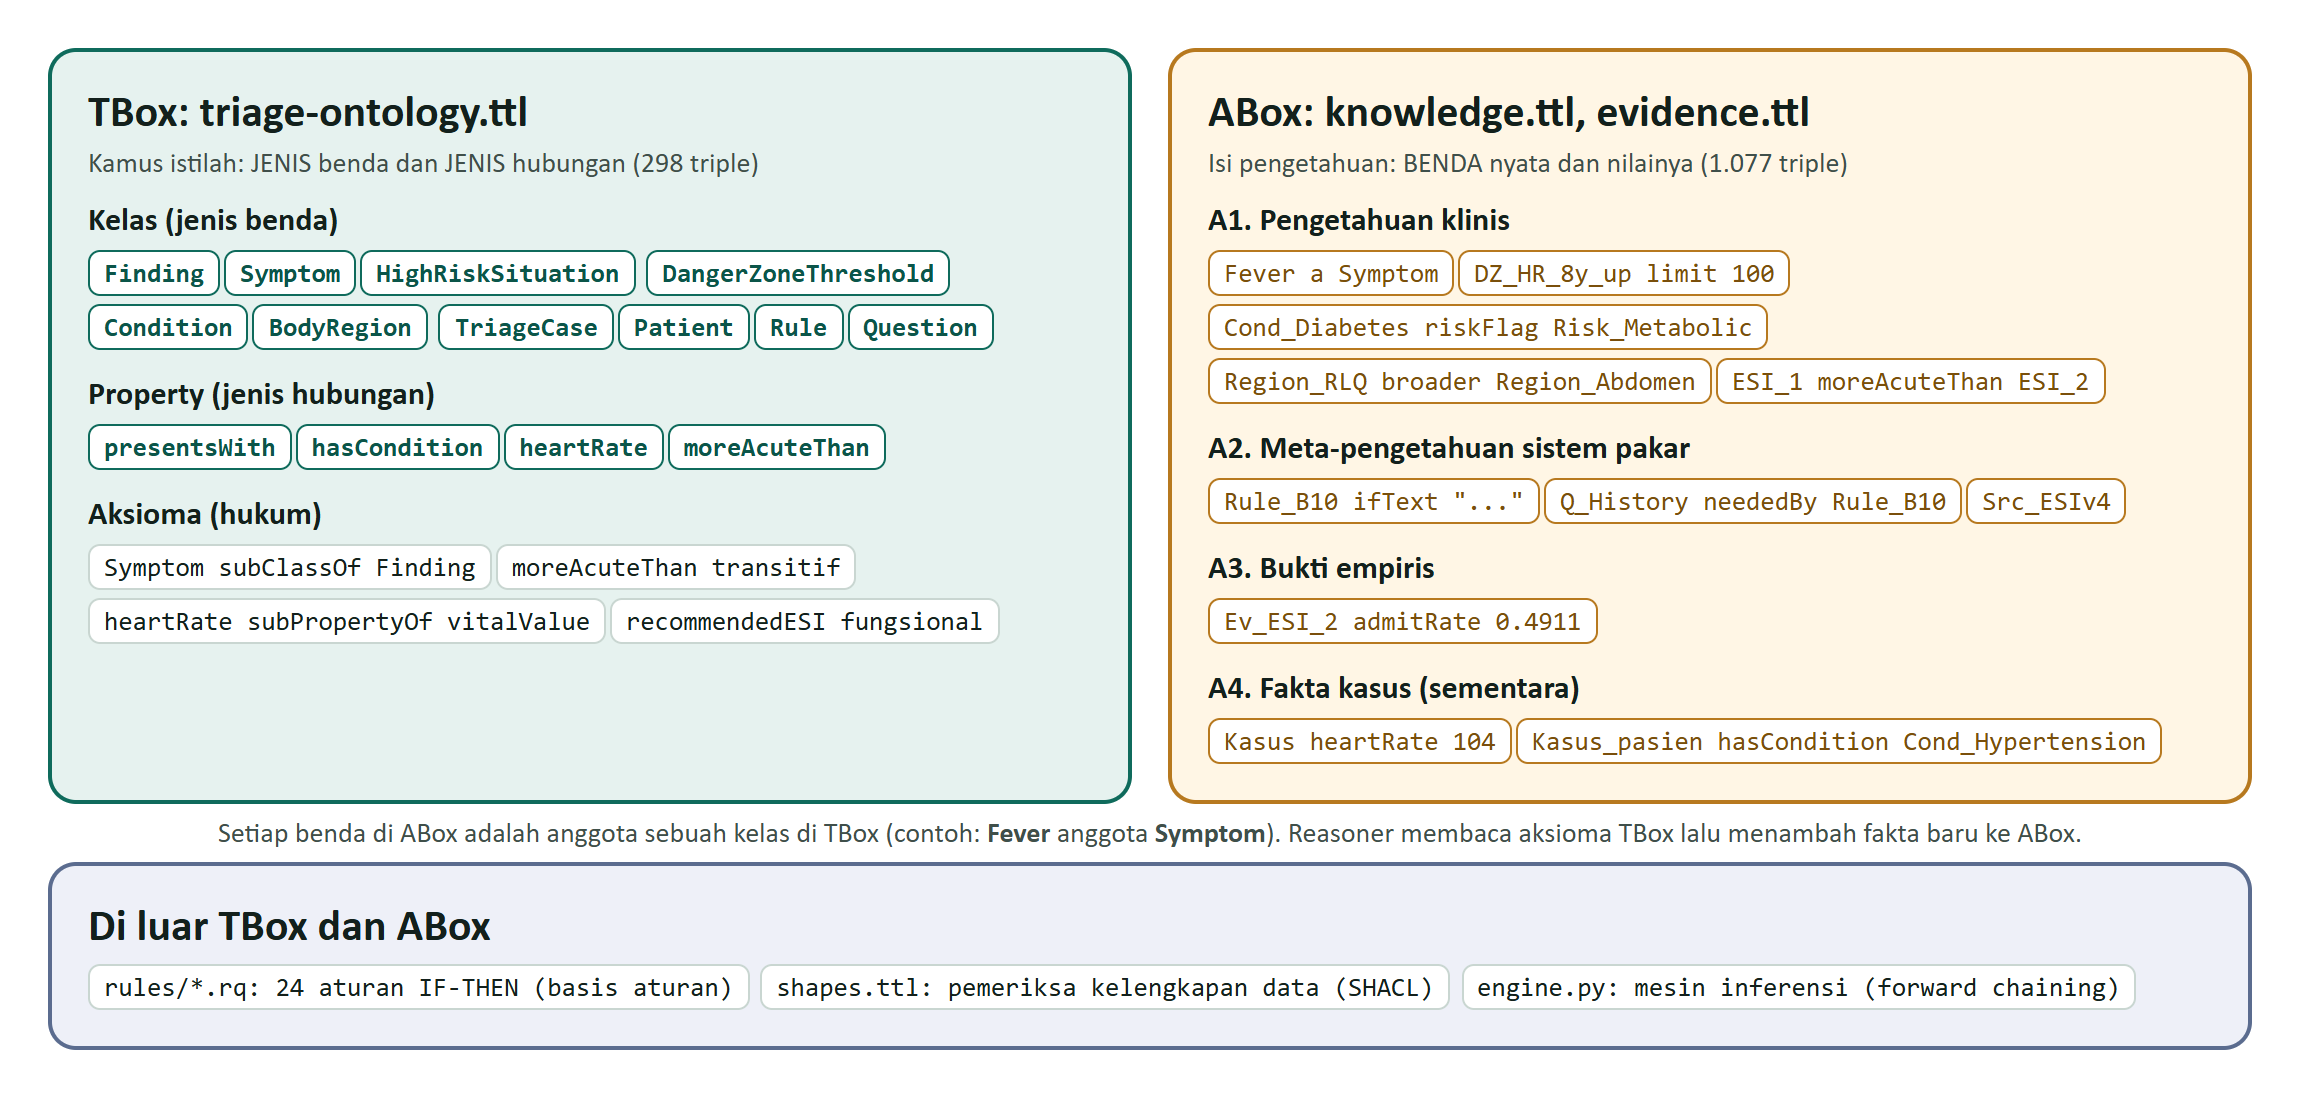 TBox: triage-ontology.ttl
Kamus istilah: JENIS benda dan JENIS hubungan (298 triple)
Kelas (jenis benda)
Finding Symptom HighRiskSituation DangerZoneThreshold
Condition BodyRegion TriageCase Patient Rule Question
Property (jenis hubungan)
presentsWith hasCondition heartRate moreAcuteThan
Aksioma (hukum)
Symptom subClassOf Finding moreAcuteThan transitif
heartRate subPropertyOf vitalValue recommendedESI fungsional
ABox: knowledge.ttl, evidence.ttl
Isi pengetahuan: BENDA nyata dan nilainya (1.077 triple)
A1. Pengetahuan klinis
Fever a Symptom DZ_HR_8y_up limit 100
Cond_Diabetes riskFlag Risk_Metabolic
Region_RLQ broader Region_Abdomen ESI_1 moreAcuteThan ESI_2
A2. Meta-pengetahuan sistem pakar
Rule_B10 ifText "..." Q_History neededBy Rule_B10 Src_ESIv4
A3. Bukti empiris
Ev_ESI_2 admitRate 0.4911
A4. Fakta kasus (sementara)
Kasus heartRate 104 Kasus_pasien hasCondition Cond_Hypertension
Setiap benda di ABox adalah anggota sebuah kelas di TBox (contoh: Fever anggota Symptom). Reasoner membaca aksioma TBox lalu menambah fakta baru ke ABox.
Di luar TBox dan ABox
rules/*.rq: 24 aturan IF-THEN (basis aturan) shapes.ttl: pemeriksa kelengkapan data (SHACL) engine.py: mesin inferensi (forward chaining)